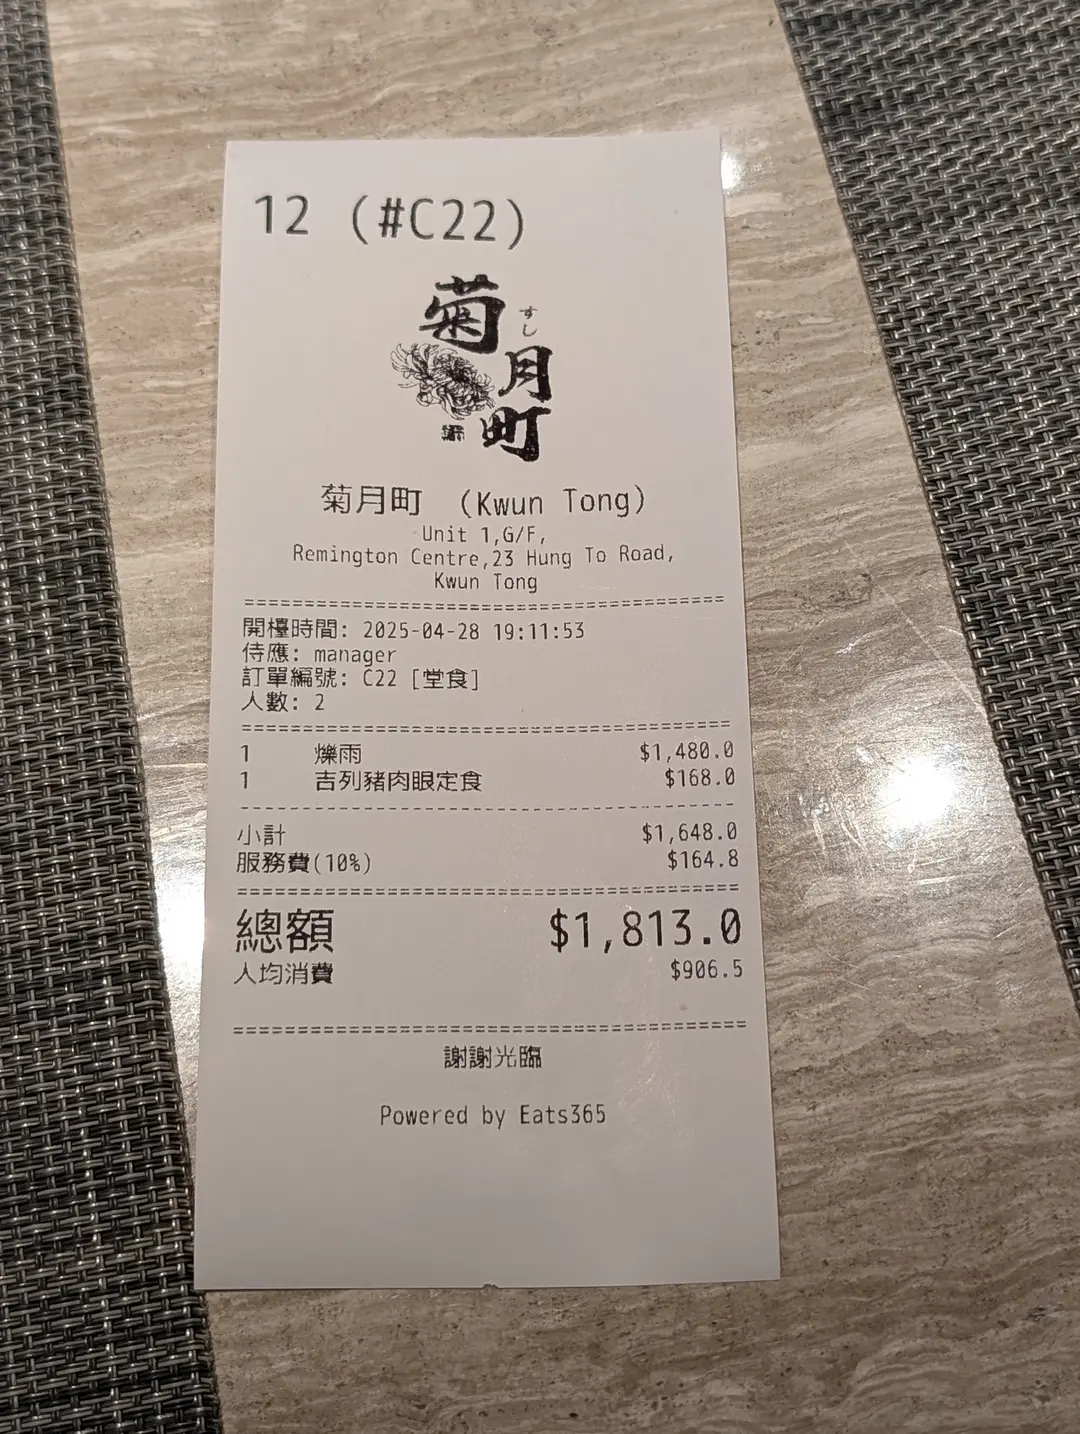 12 (#C22)
菊月町
すし
菊月町 (Kwun Tong)
Unit 1,G/F,
Remington Centre,23 Hung To Road,
Kwun Tong
開檯時間: 2025-04-28 19:11:53
侍應: manager
訂單編號: C22 [堂食]
人數: 2
1 爍雨 $1,480.0
1 吉列豬肉眼定食 $168.0
小計 $1,648.0
服務費(10%) $164.8
總額 $1,813.0
人均消費 $906.5
謝謝光臨
Powered by Eats365